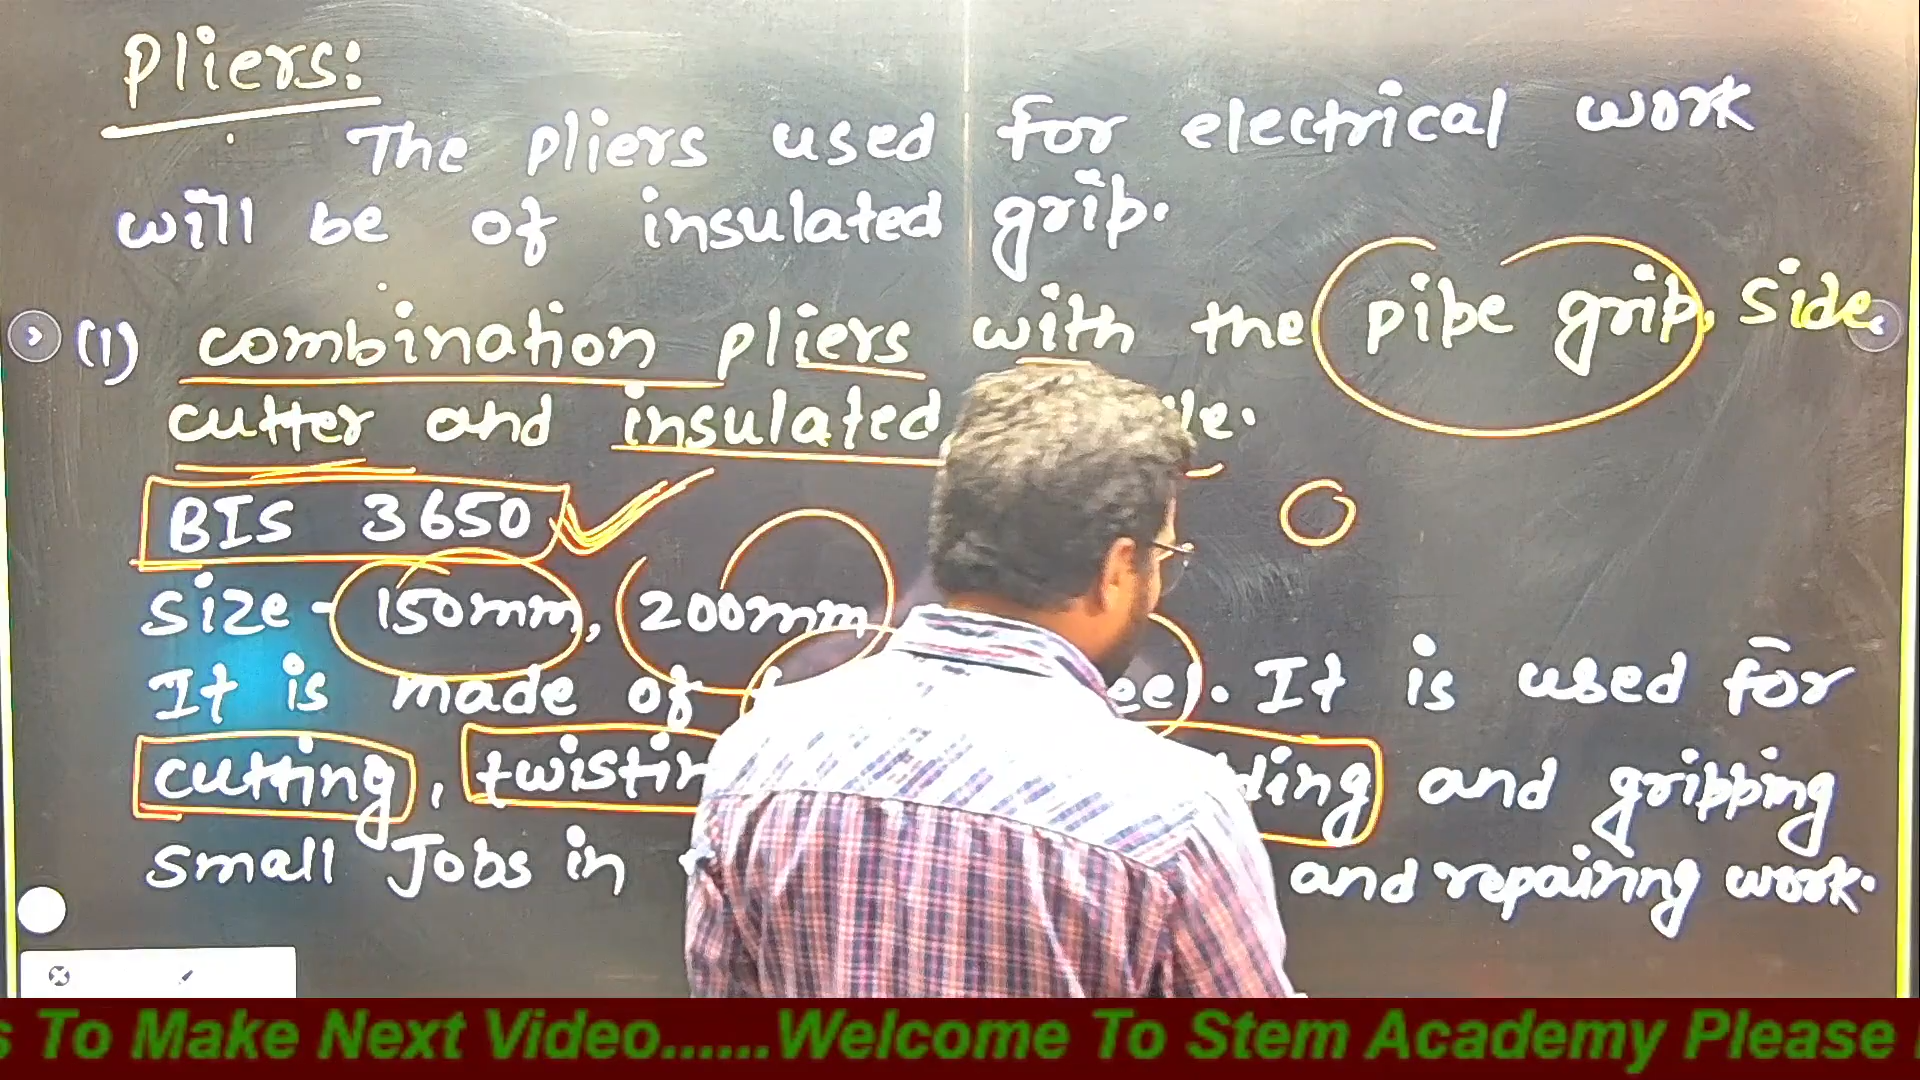 Pliers:
The pliers used for electrical work
will be of insulated grip.
(1) combination pliers with the pipe grip, side
cutter and insulated
BIS 3650
size - 150mm, 200mm
It is made of . It is used for
cutting, and gripping
small Jobs in and repairing work.
To Make Next Video......Welcome To Stem Academy Please